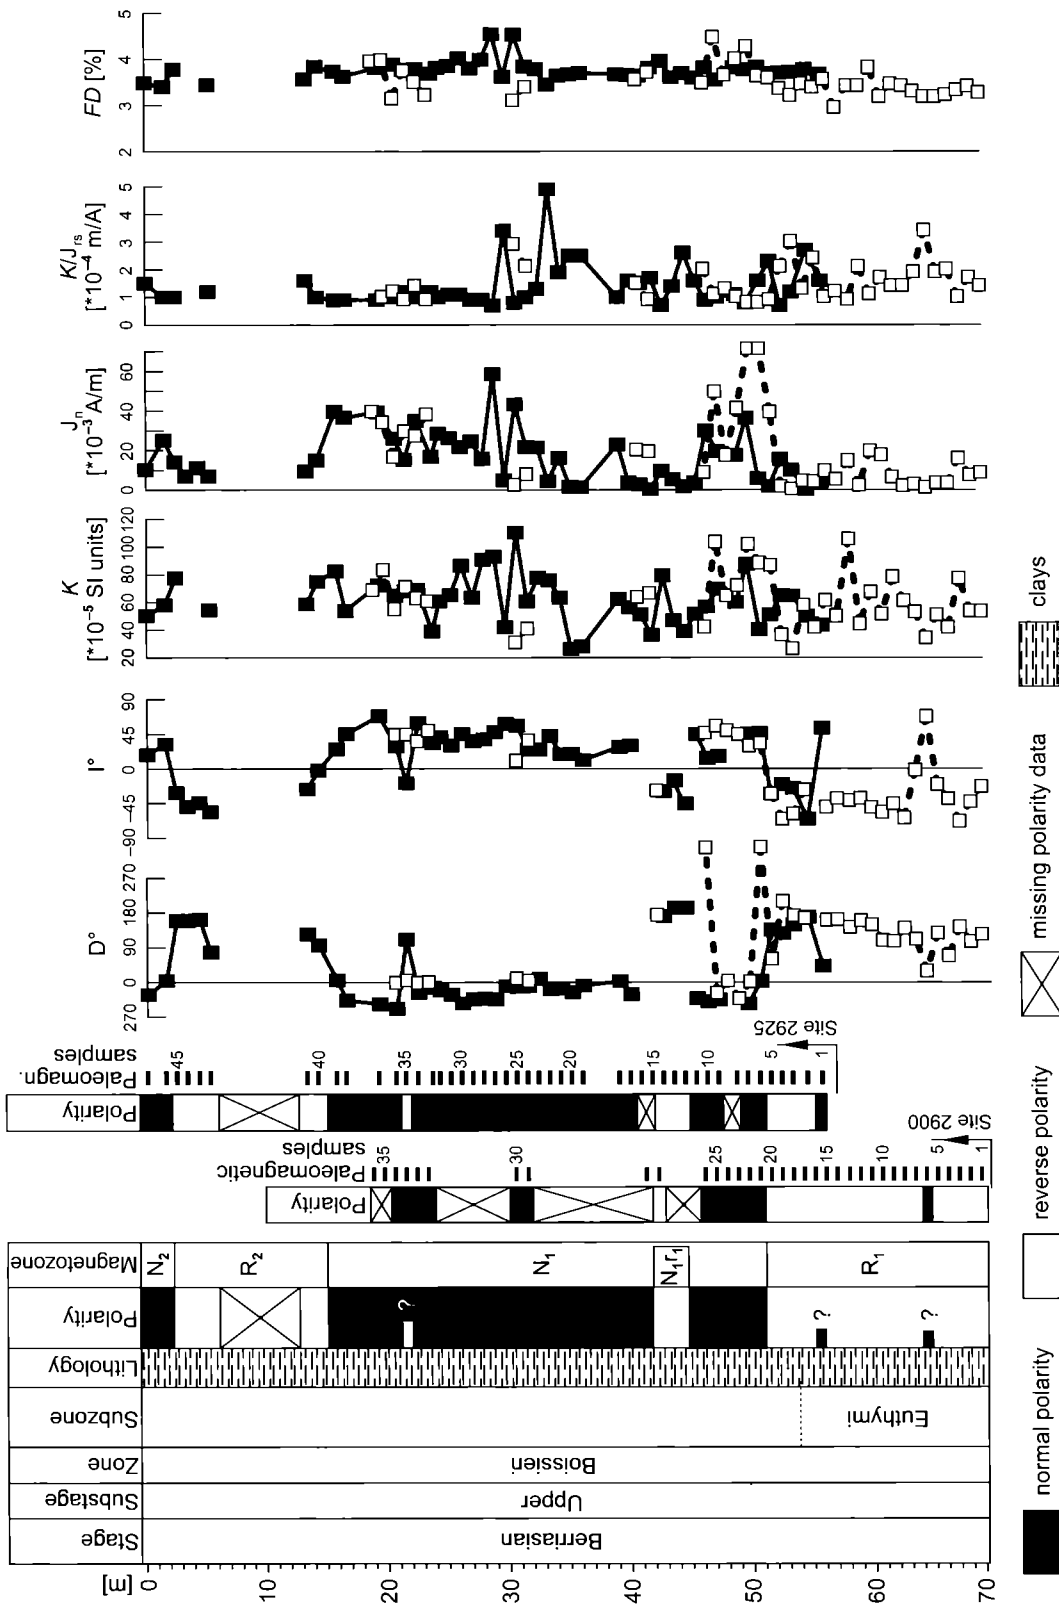 FD [%]
5
4
3
2
K/Jrs
[*10⁻⁴ m/A]
5
4
3
2
1
0
Jn
[*10⁻³ A/m]
60
40
20
0
K
[*10⁻⁵ SI units]
120
100
80
60
40
20
I°
90
45
0
-45
-90
D°
270
180
90
0
270
Paleomagn.
samples
45
40
35
30
25
20
15
10
5
1
Site 2925
Polarity
Paleomagnetic
samples
35
30
25
20
15
10
5
1
Site 2900
Polarity
Magnetozone
N₂
R₂
N₁
N₁r₁
R₁
Polarity
?
?
?
Lithology
Subzone
Euthymi
Zone
Boissieri
Substage
Upper
Stage
Berriasian
[m]
0
10
20
30
40
50
60
70
normal polarity
reverse polarity
missing polarity data
clays